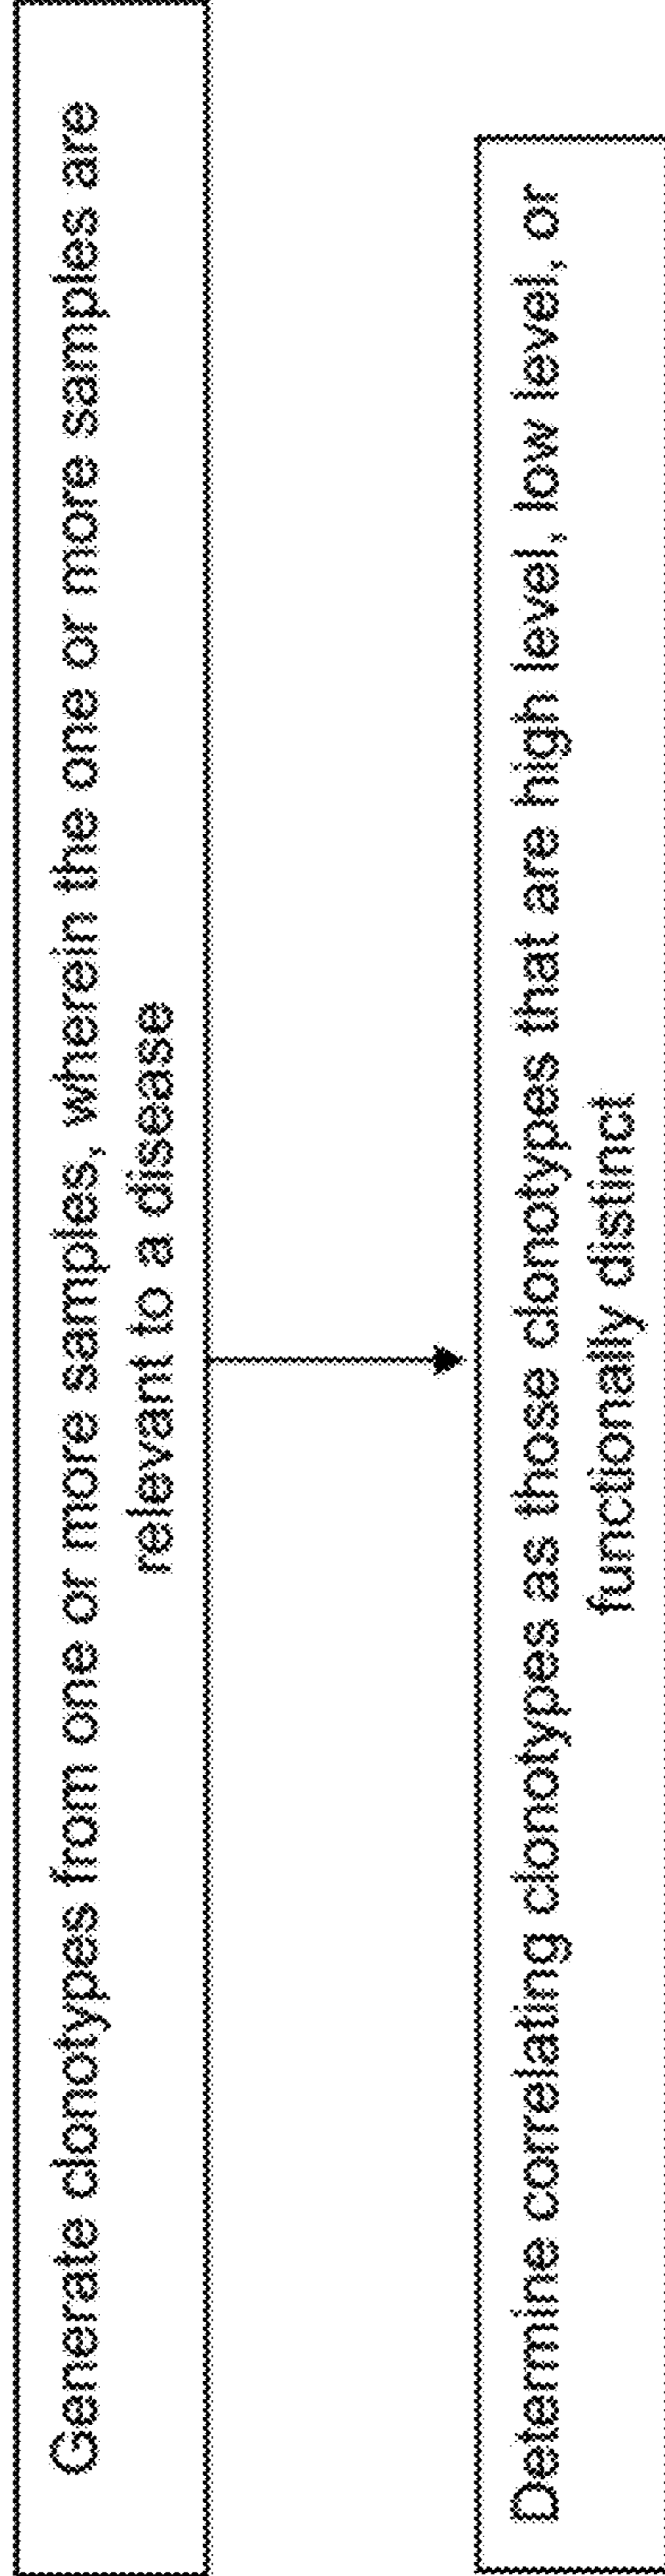 Generate clonotypes from one or more samples, wherein the one or more samples are
relevant to a disease
Determine correlating clonotypes as those clonotypes that are high level, low level, or
functionally distinct